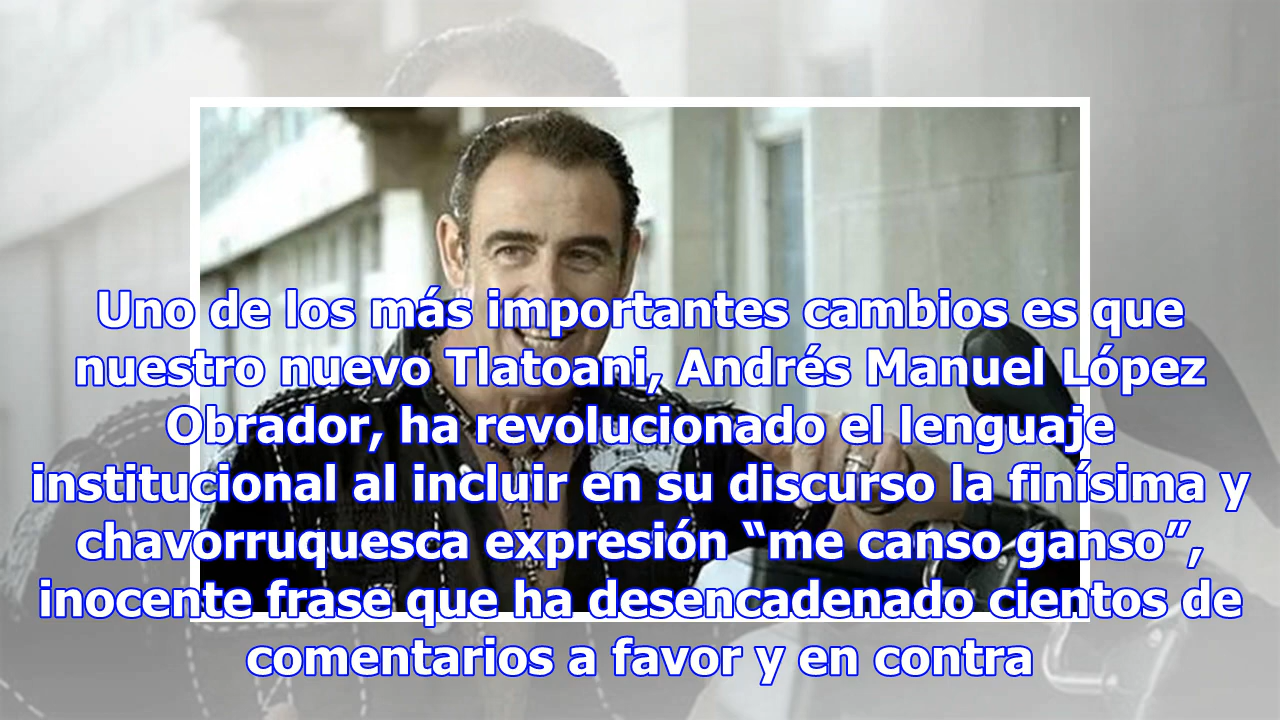 Uno de los más importantes cambios es que
nuestro nuevo Tlatoani, Andrés Manuel López
Obrador, ha revolucionado el lenguaje
institucional al incluir en su discurso la finísima y
chavorruquesca expresión “me canso ganso”,
inocente frase que ha desencadenado cientos de
comentarios a favor y en contra